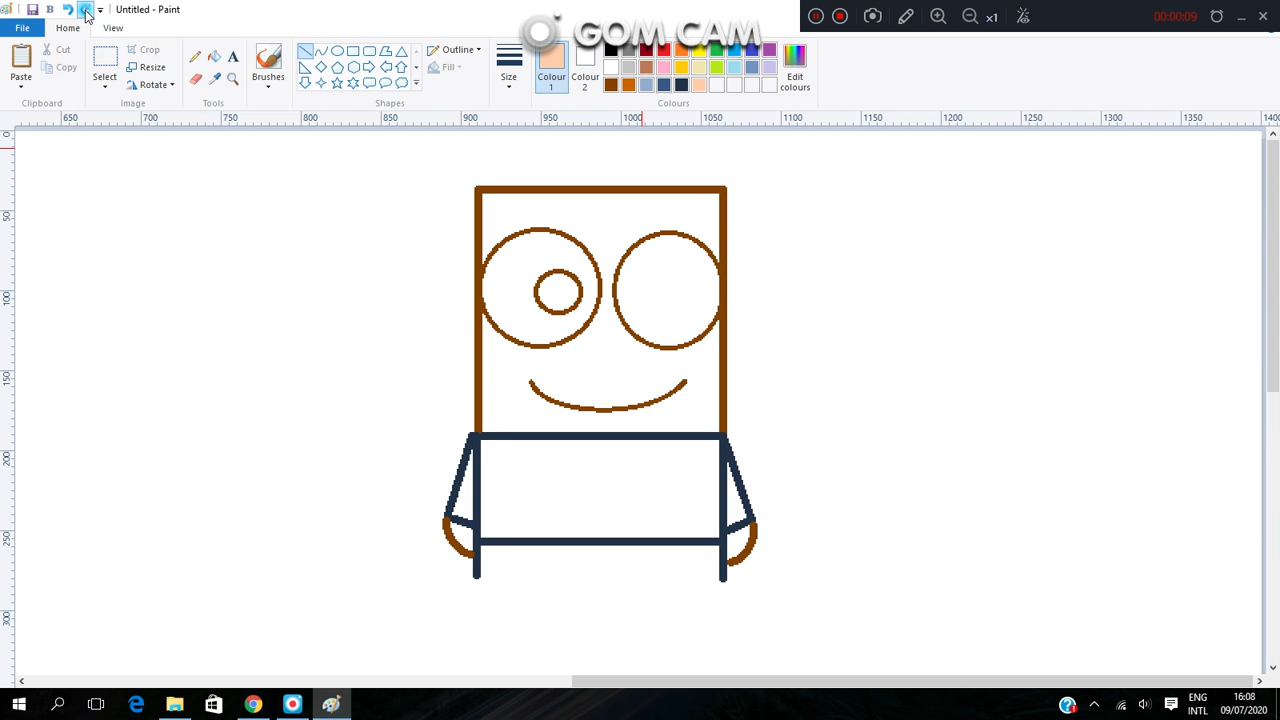 B Untitled - Paint
GOM CAM
x1
00:00:09
File Home View
Paste
Cut
Copy
Clipboard
Select
Crop
Resize
Rotate
Image
A
Tools
Brushes
Shapes
Outline
Fill
Size
Colour 1
Colour 2
Edit colours
Colours
650 700 750 800 850 900 950 1000 1050 1100 1150 1200 1250 1300 1350 1400
0
50
100
150
200
250
300
ENG
INTL
16:08
09/07/2020